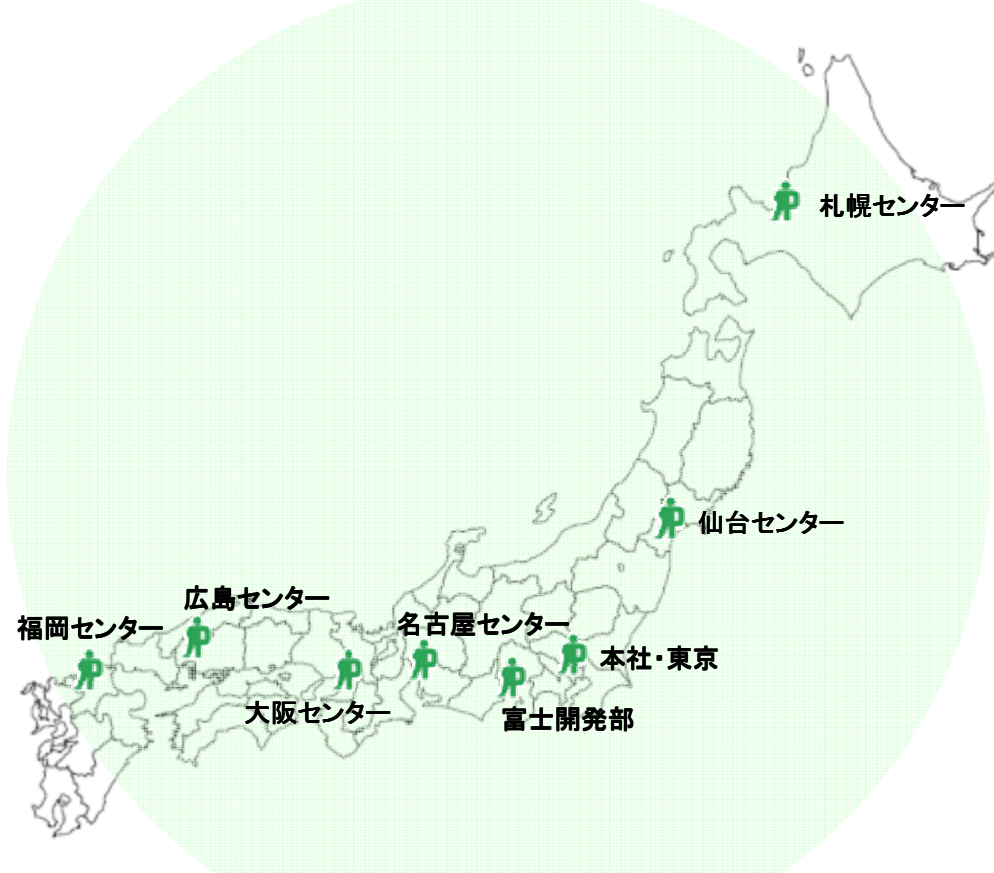 札幌センター
仙台センター
広島センター
福岡センター
名古屋センター
本社・東京
大阪センター
富士開発部